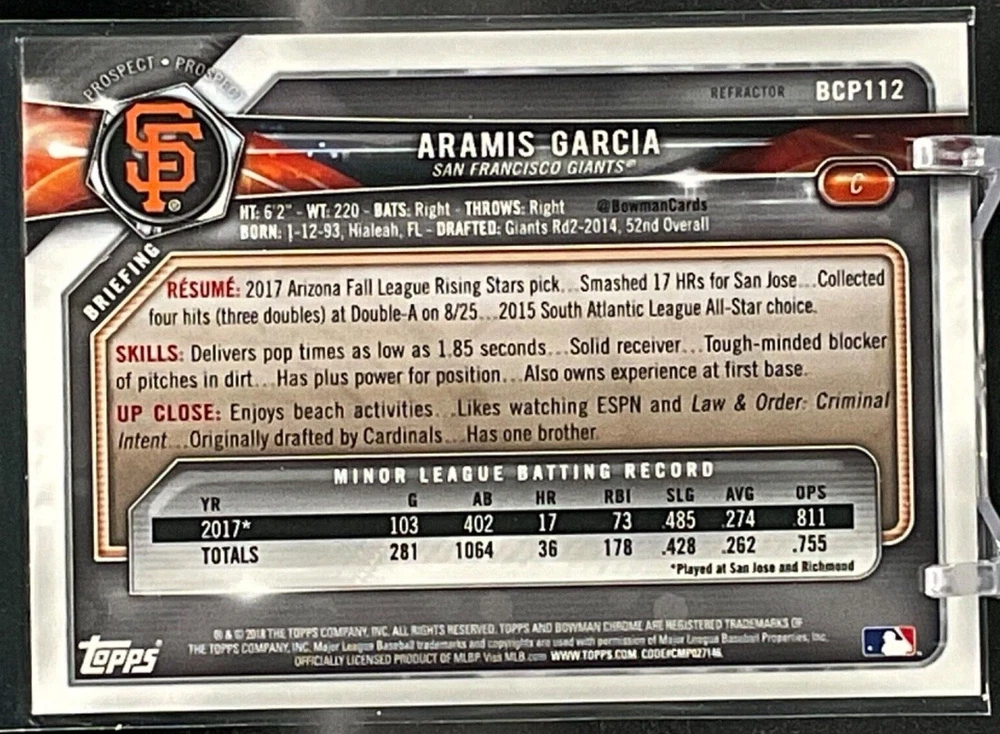 PROSPECT • PROSPECT
REFRACTOR BCP112
SF
ARAMIS GARCIA
SAN FRANCISCO GIANTS®
C
HT: 6'2" - WT: 220 - BATS: Right - THROWS: Right @BowmanCards
BORN: 1-12-93, Hialeah, FL - DRAFTED: Giants Rd2-2014, 52nd Overall
BRIEFING
RÉSUMÉ: 2017 Arizona Fall League Rising Stars pick...Smashed 17 HRs for San Jose...Collected
four hits (three doubles) at Double-A on 8/25...2015 South Atlantic League All-Star choice.
SKILLS: Delivers pop times as low as 1.85 seconds...Solid receiver...Tough-minded blocker
of pitches in dirt...Has plus power for position...Also owns experience at first base.
UP CLOSE: Enjoys beach activities...Likes watching ESPN and Law & Order: Criminal
Intent...Originally drafted by Cardinals...Has one brother.
MINOR LEAGUE BATTING RECORD
YR G AB HR RBI SLG AVG OPS
2017* 103 402 17 73 .485 .274 .811
TOTALS 281 1064 36 178 .428 .262 .755
*Played at San Jose and Richmond
® & © 2018 THE TOPPS COMPANY, INC. ALL RIGHTS RESERVED. TOPPS AND BOWMAN CHROME ARE REGISTERED TRADEMARKS OF
THE TOPPS COMPANY, INC. Major League Baseball trademarks and copyrights are used with permission of Major League Baseball Properties, Inc.
OFFICIALLY LICENSED PRODUCT OF MLBP. Visit MLB.com WWW.TOPPS.COM CODE#CMP027146
Topps